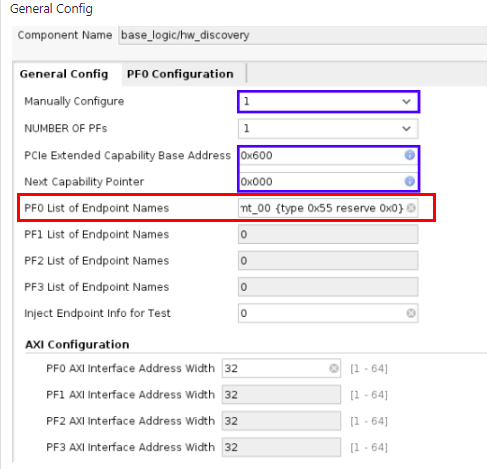 General Config
Component Name base_logic/hw_discovery
General Config PF0 Configuration
Manually Configure 1
NUMBER OF PFs 1
PCIe Extended Capability Base Address 0x600
Next Capability Pointer 0x000
PF0 List of Endpoint Names nt_00 {type 0x55 reserve 0x0}
PF1 List of Endpoint Names 0
PF2 List of Endpoint Names 0
PF3 List of Endpoint Names 0
Inject Endpoint Info for Test 0
AXI Configuration
PF0 AXI Interface Address Width 32 [1 - 64]
PF1 AXI Interface Address Width 32 [1 - 64]
PF2 AXI Interface Address Width 32 [1 - 64]
PF3 AXI Interface Address Width 32 [1 - 64]